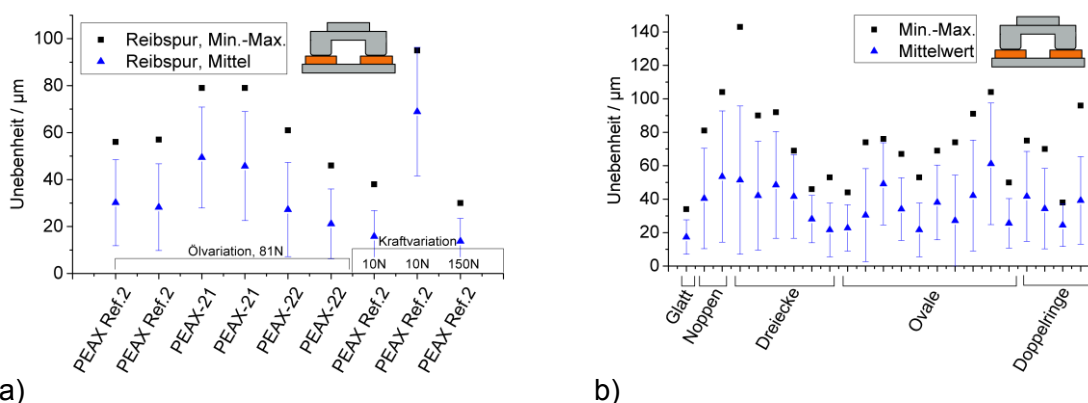 Reibspur, Min.-Max.
Reibspur, Mittel
Unebenheit / µm
100
80
60
40
20
0
Ölvariation, 81N
Kraftvariation
10N 10N 150N
PEAX Ref.2
PEAX Ref.2
PEAX-21
PEAX-21
PEAX-22
PEAX-22
PEAX Ref.2
PEAX Ref.2
PEAX Ref.2
a)
Min.-Max.
Mittelwert
Unebenheit / µm
140
120
100
80
60
40
20
0
Glatt
Noppen
Dreiecke
Ovale
Doppelringe
b)